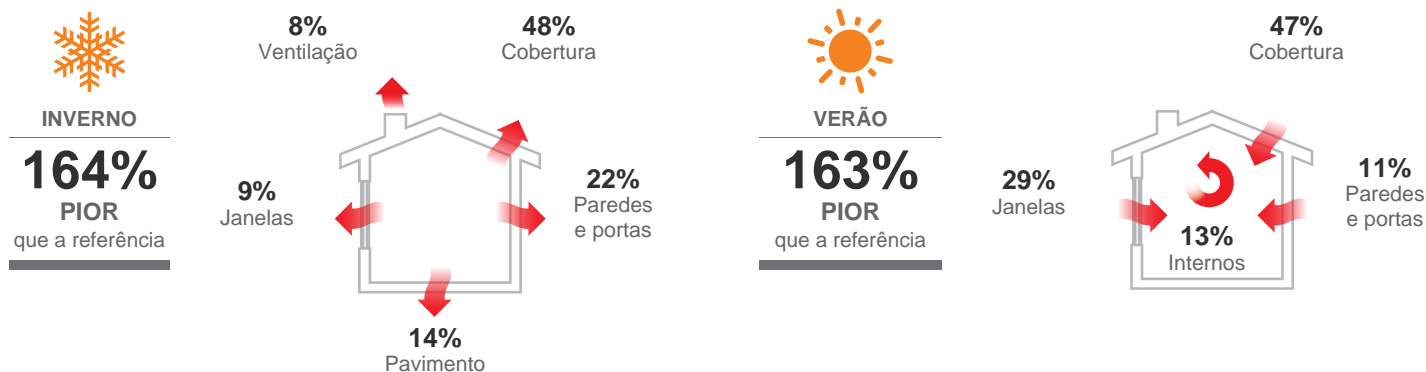 INVERNO
164%
PIOR
que a referência
8%
Ventilação
48%
Cobertura
9%
Janelas
22%
Paredes
e portas
14%
Pavimento
VERÃO
163%
PIOR
que a referência
47%
Cobertura
29%
Janelas
11%
Paredes
e portas
13%
Internos